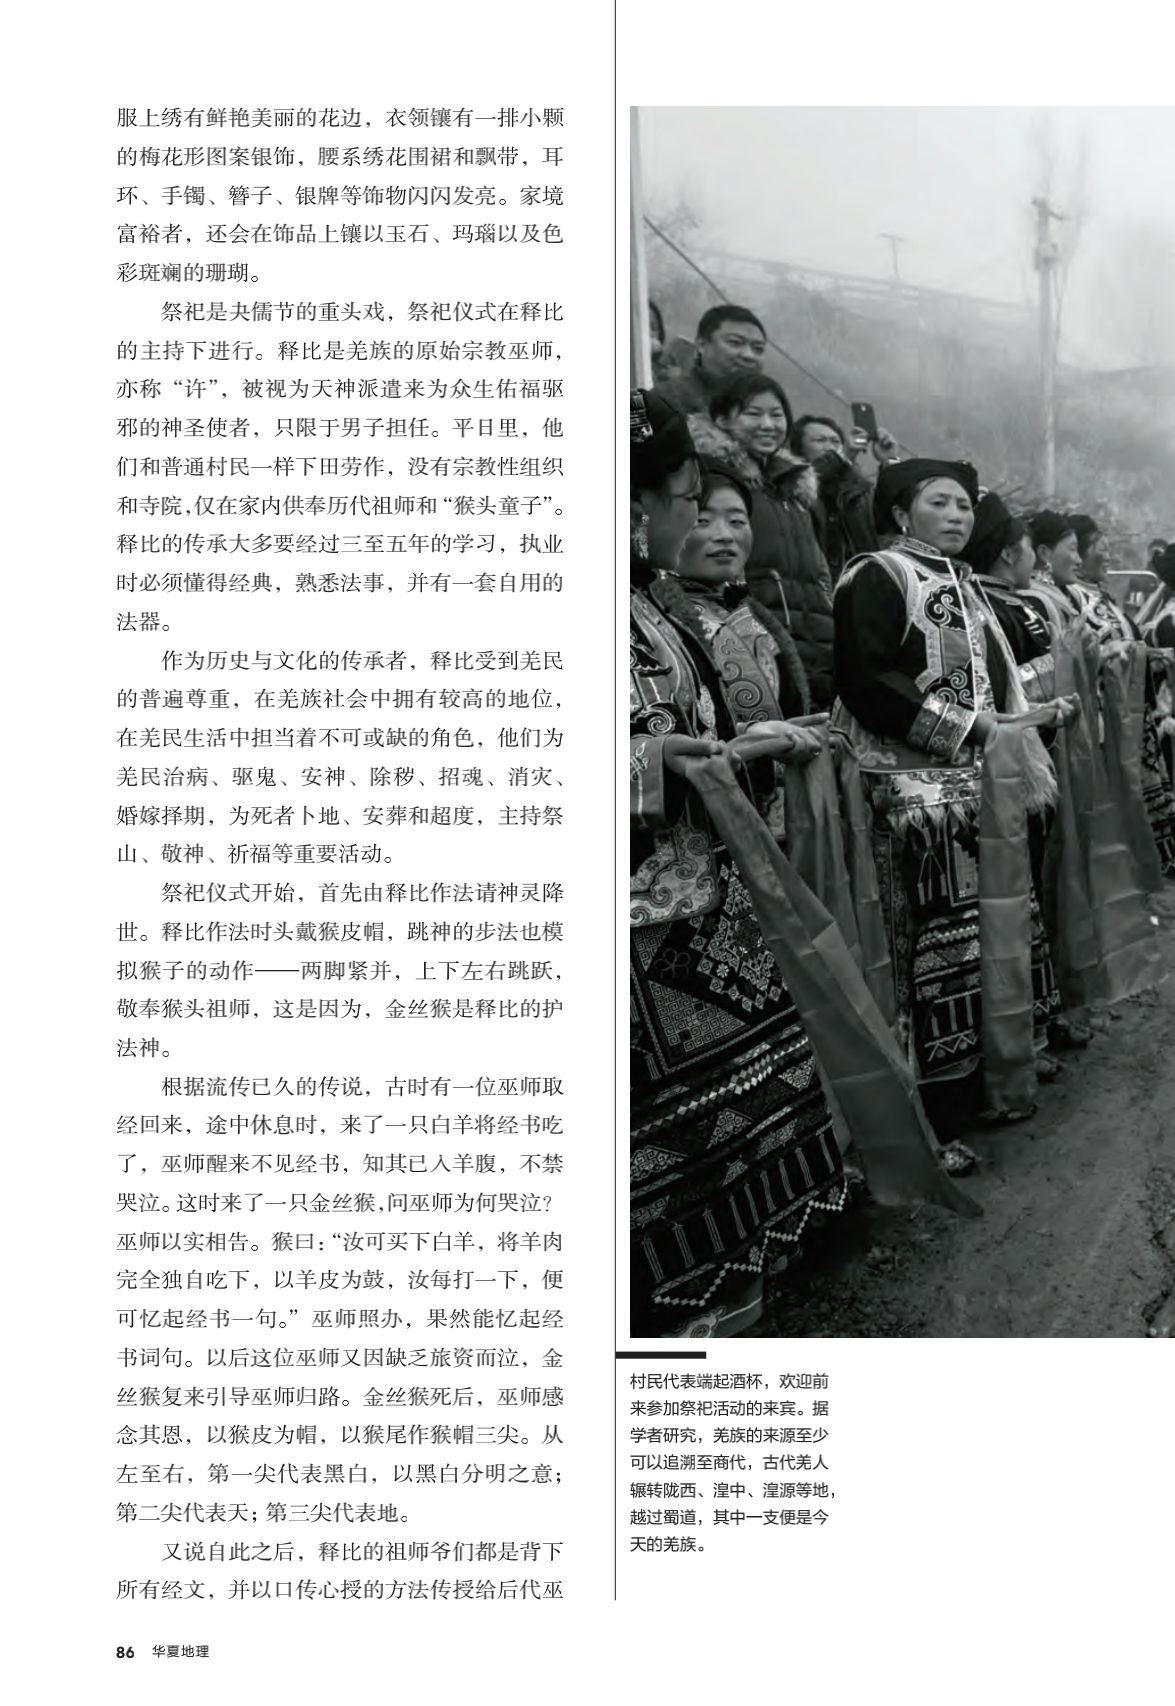 服上绣有鲜艳美丽的花边，衣领镶有一排小颗
的梅花形图案银饰，腰系绣花围裙和飘带，耳
环、手镯、簪子、银牌等饰物闪闪发亮。家境
富裕者，还会在饰品上镶以玉石、玛瑙以及色
彩斑斓的珊瑚。
祭祀是夬儒节的重头戏，祭祀仪式在释比
的主持下进行。释比是羌族的原始宗教巫师，
亦称“许”，被视为天神派遣来为众生佑福驱
邪的神圣使者，只限于男子担任。平日里，他
们和普通村民一样下田劳作，没有宗教性组织
和寺院，仅在家内供奉历代祖师和“猴头童子”。
释比的传承大多要经过三至五年的学习，执业
时必须懂得经典，熟悉法事，并有一套自用的
法器。
作为历史与文化的传承者，释比受到羌民
的普遍尊重，在羌族社会中拥有较高的地位，
在羌民生活中担当着不可或缺的角色，他们为
羌民治病、驱鬼、安神、除秽、招魂、消灾、
婚嫁择期，为死者卜地、安葬和超度，主持祭
山、敬神、祈福等重要活动。
祭祀仪式开始，首先由释比作法请神灵降
世。释比作法时头戴猴皮帽，跳神的步法也模
拟猴子的动作——两脚紧并，上下左右跳跃，
敬奉猴头祖师，这是因为，金丝猴是释比的护
法神。
根据流传已久的传说，古时有一位巫师取
经回来，途中休息时，来了一只白羊将经书吃
了，巫师醒来不见经书，知其已入羊腹，不禁
哭泣。这时来了一只金丝猴，问巫师为何哭泣？
巫师以实相告。猴曰：“汝可买下白羊，将羊肉
完全独自吃下，以羊皮为鼓，汝每打一下，便
可忆起经书一句。”巫师照办，果然能忆起经
书词句。以后这位巫师又因缺乏旅资而泣，金
丝猴复来引导巫师归路。金丝猴死后，巫师感
念其恩，以猴皮为帽，以猴尾作猴帽三尖。从
左至右，第一尖代表黑白，以黑白分明之意；
第二尖代表天；第三尖代表地。
又说自此之后，释比的祖师爷们都是背下
所有经文，并以口传心授的方法传授给后代巫
村民代表端起酒杯，欢迎前
来参加祭祀活动的来宾。据
学者研究，羌族的来源至少
可以追溯至商代，古代羌人
辗转陇西、湟中、湟源等地，
越过蜀道，其中一支便是今
天的羌族。
86 华夏地理